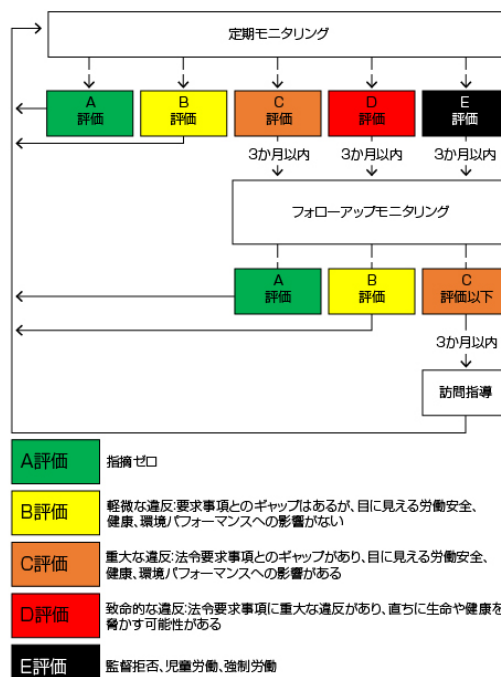 定期モニタリング
A
評価
B
評価
C
評価
D
評価
E
評価
3か月以内
3か月以内
3か月以内
フォローアップモニタリング
A
評価
B
評価
C
評価以下
3か月以内
訪問指導
A評価
指摘ゼロ
B評価
軽微な違反:要求事項とのギャップはあるが、目に見える労働安全、
健康、環境パフォーマンスへの影響がない
C評価
重大な違反:法令要求事項とのギャップがあり、目に見える労働安全、
健康、環境パフォーマンスへの影響がある
D評価
致命的な違反:法令要求事項に重大な違反があり、直ちに生命や健康を
脅かす可能性がある
E評価
監督拒否、児童労働、強制労働